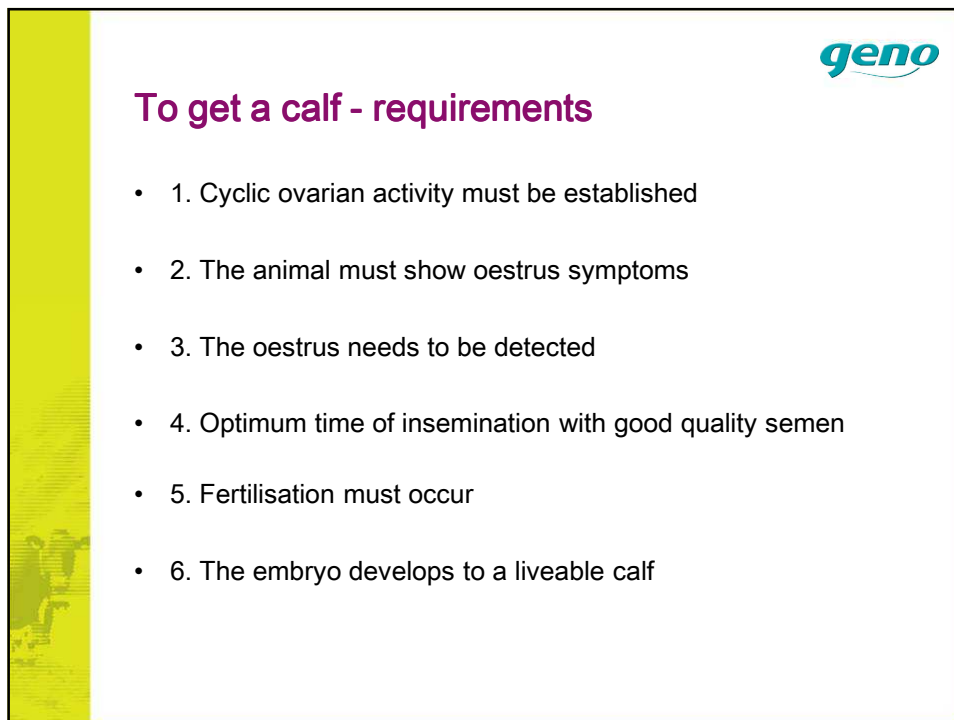 geno
To get a calf - requirements
• 1. Cyclic ovarian activity must be established
• 2. The animal must show oestrus symptoms
• 3. The oestrus needs to be detected
• 4. Optimum time of insemination with good quality semen
• 5. Fertilisation must occur
• 6. The embryo develops to a liveable calf